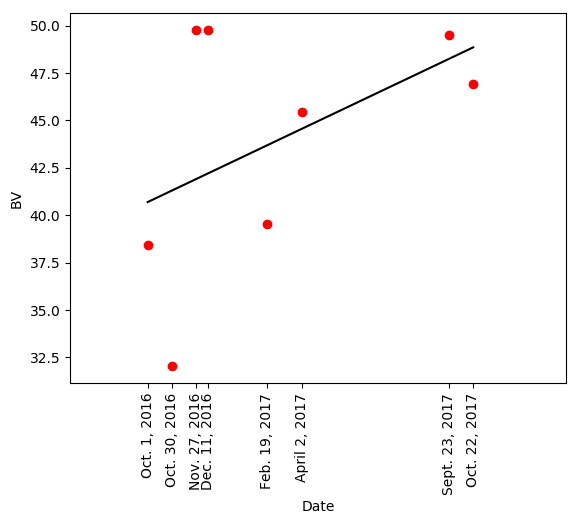 50.0
47.5
45.0
42.5
40.0
37.5
35.0
32.5
BV
Oct. 1, 2016
Oct. 30, 2016
Nov. 27, 2016
Dec. 11, 2016
Feb. 19, 2017
April 2, 2017
Sept. 23, 2017
Oct. 22, 2017
Date